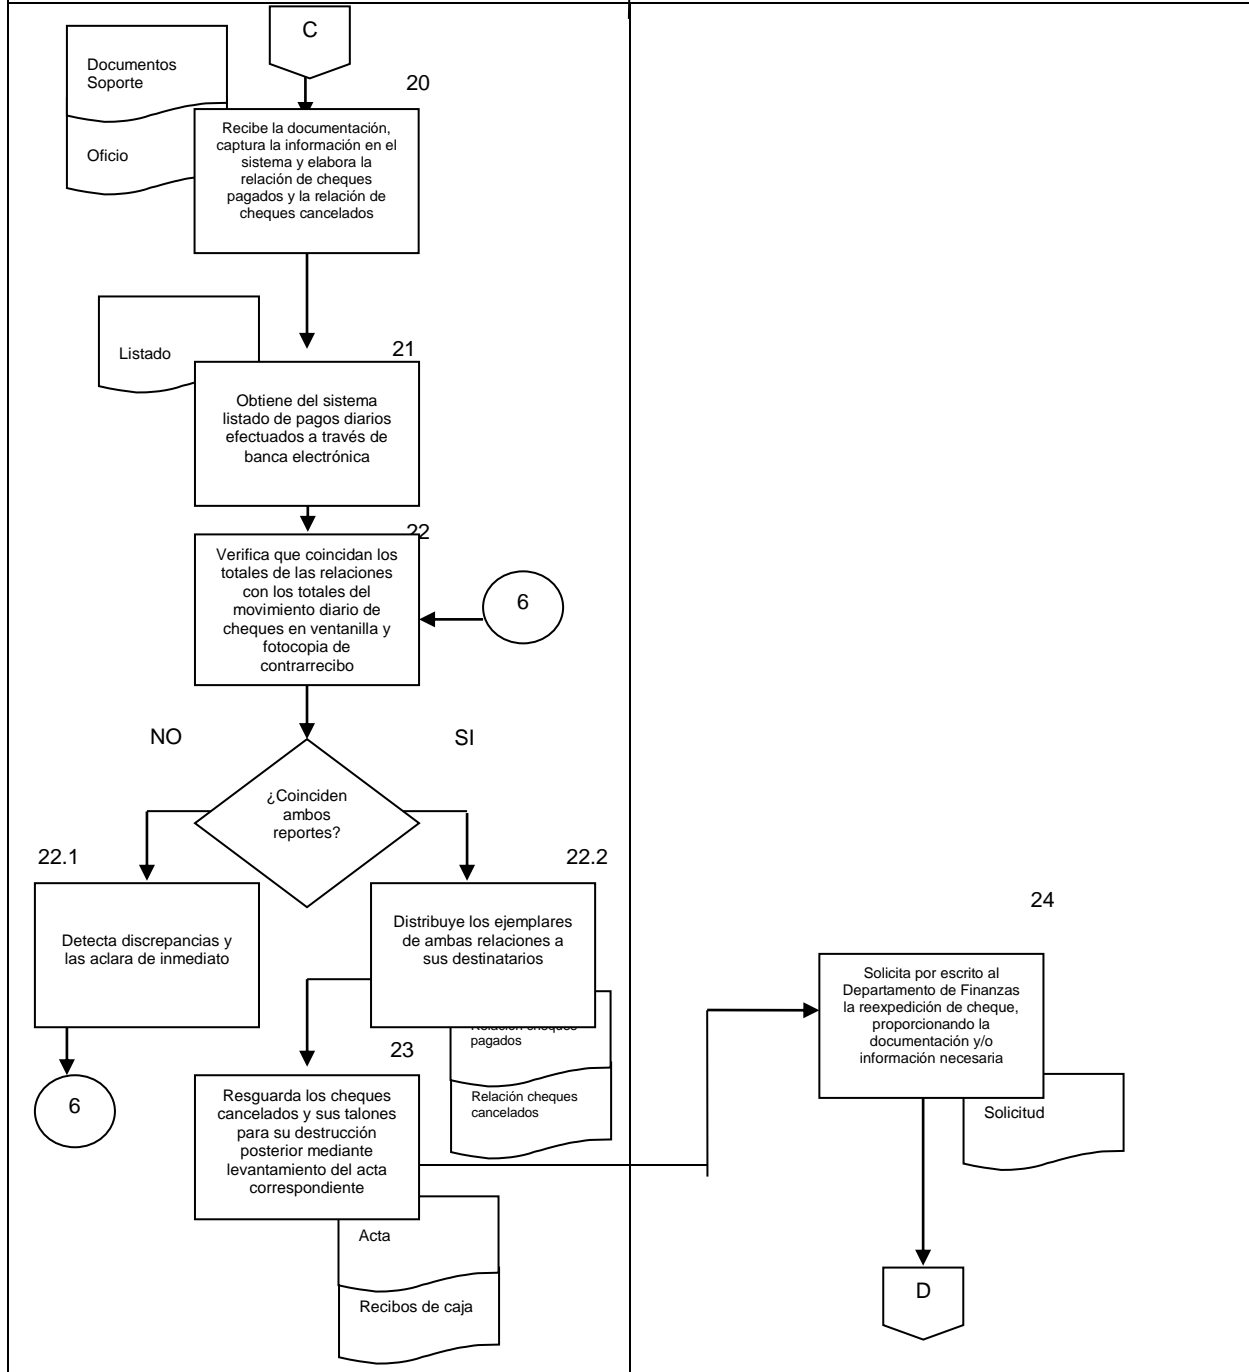 C
Documentos
Soporte
Oficio
20
Recibe la documentación,
captura la información en el
sistema y elabora la
relación de cheques
pagados y la relación de
cheques cancelados
Listado
21
Obtiene del sistema
listado de pagos diarios
efectuados a través de
banca electrónica
22
Verifica que coincidan los
totales de las relaciones
con los totales del
movimiento diario de
cheques en ventanilla y
fotocopia de
contrarrecibo
6
NO
SI
¿Coinciden
ambos
reportes?
22.1
Detecta discrepancias y
las aclara de inmediato
6
22.2
Distribuye los ejemplares
de ambas relaciones a
sus destinatarios
Relación cheques
pagados
Relación cheques
cancelados
23
Resguarda los cheques
cancelados y sus talones
para su destrucción
posterior mediante
levantamiento del acta
correspondiente
Acta
Recibos de caja
24
Solicita por escrito al
Departamento de Finanzas
la reexpedición de cheque,
proporcionando la
documentación y/o
información necesaria
Solicitud
D